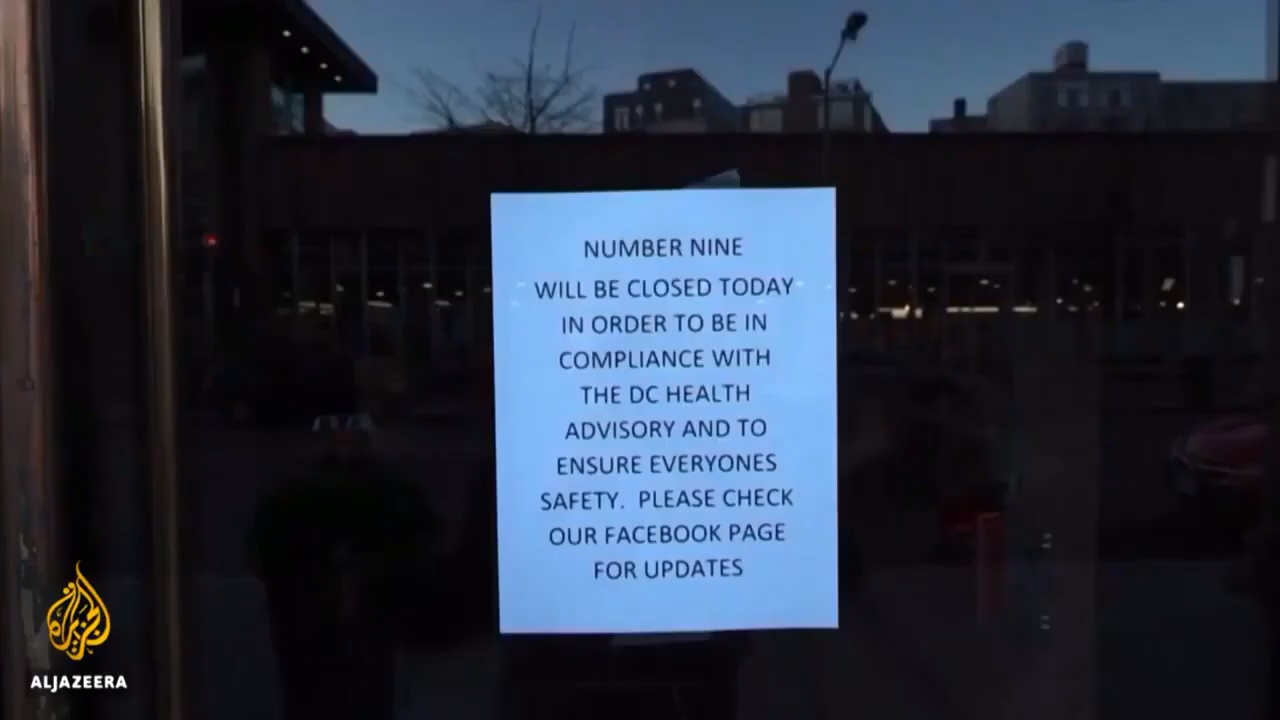 NUMBER NINE
WILL BE CLOSED TODAY
IN ORDER TO BE IN
COMPLIANCE WITH
THE DC HEALTH
ADVISORY AND TO
ENSURE EVERYONES
SAFETY. PLEASE CHECK
OUR FACEBOOK PAGE
FOR UPDATES
الجزيرة
ALJAZEERA